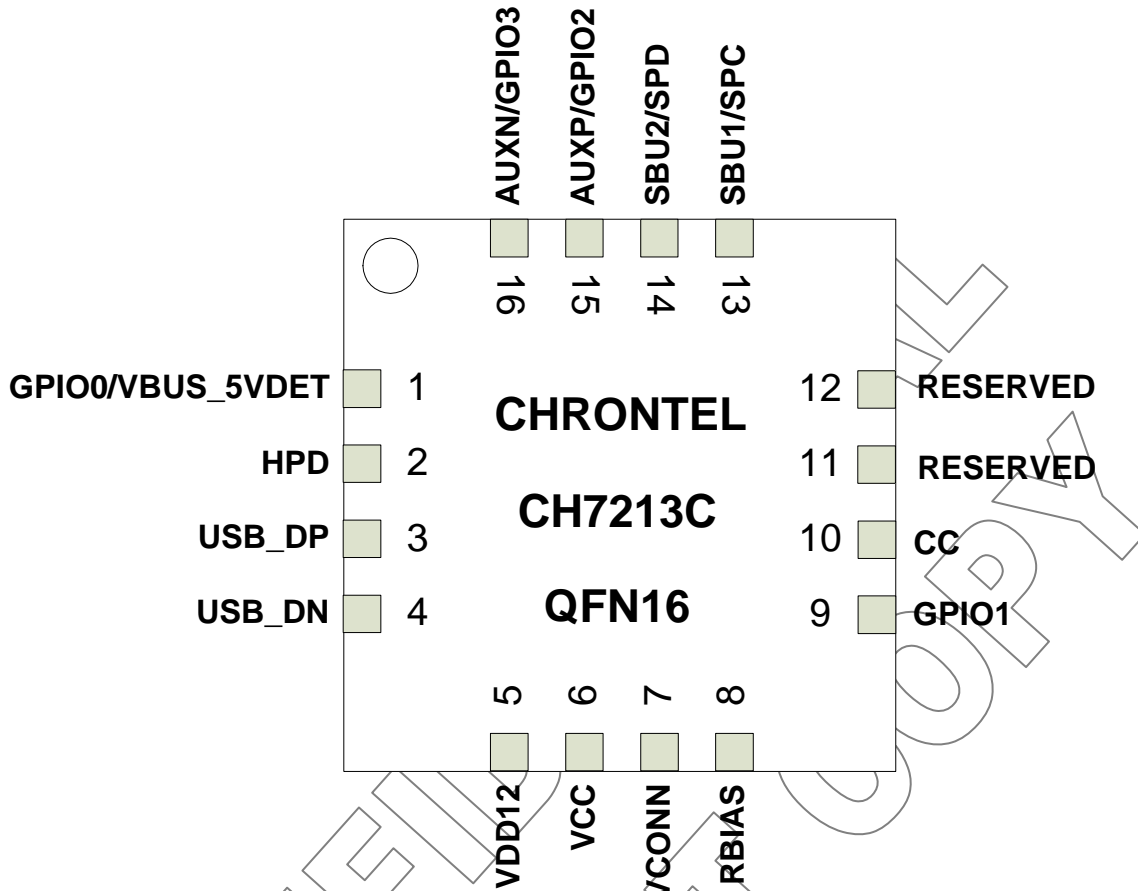 AUXN/GPIO3
AUXP/GPIO2
SBU2/SPD
SBU1/SPC
16
15
14
13
GPIO0/VBUS_5VDET
1
12
RESERVED
CHRONTEL
HPD
2
11
RESERVED
CH7213C
USB_DP
3
10
CC
QFN16
USB_DN
4
9
GPIO1
5
6
7
8
VDD12
VCC
VCONN
RBIAS
COPY